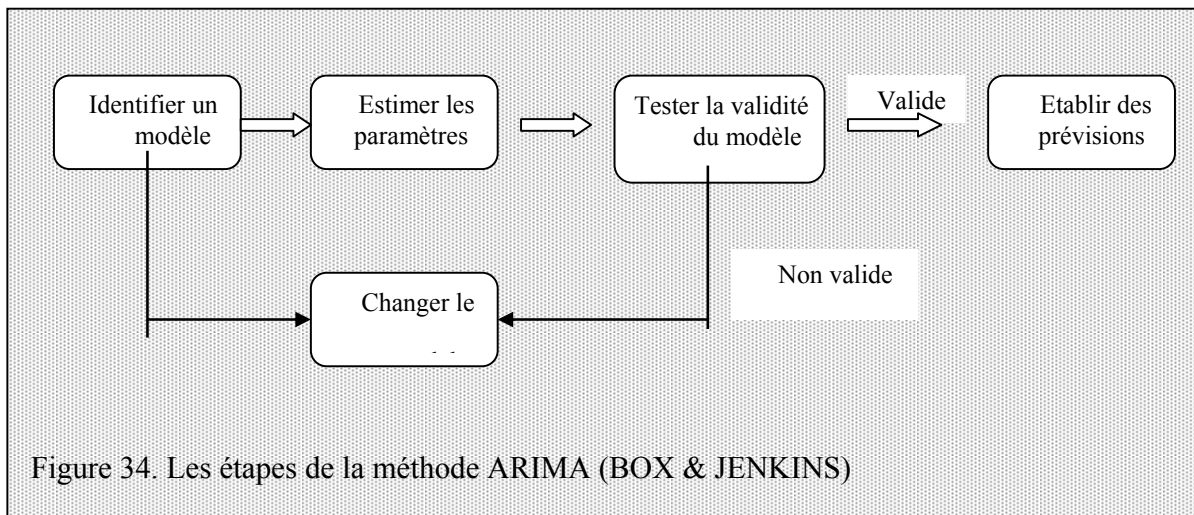 Identifier un
modèle
Estimer les
paramètres
Tester la validité
du modèle
Valide
Etablir des
prévisions
Non valide
Changer le
Figure 34. Les étapes de la méthode ARIMA (BOX & JENKINS)